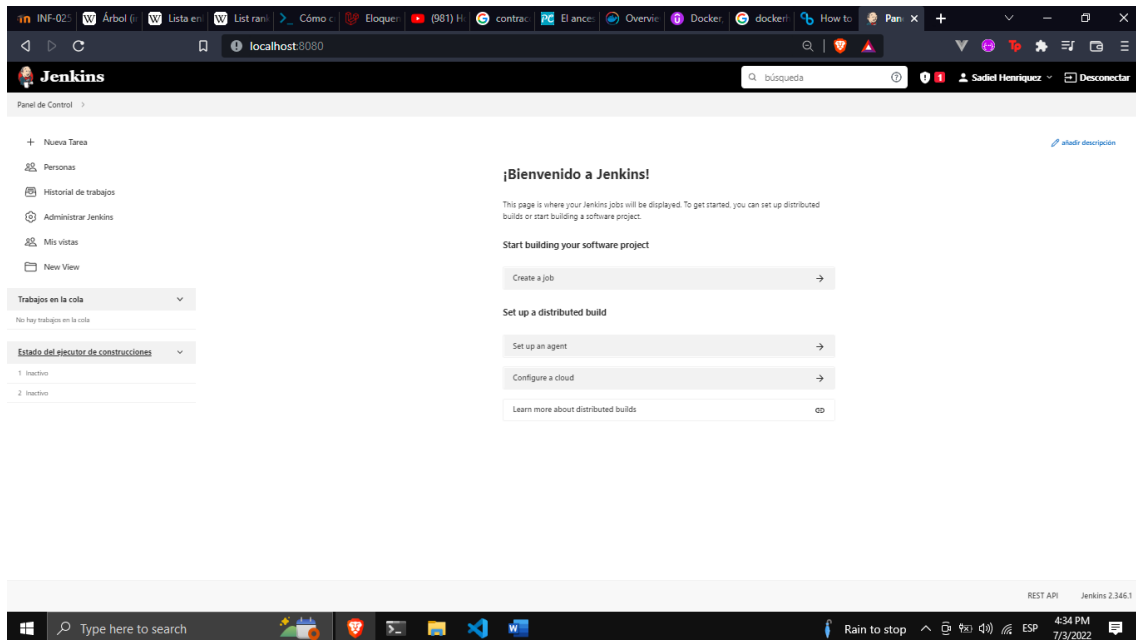 INF-025
Árbol (i
Lista en
List rank
Cómo c
Eloquen
(981) H
contrac
El ances
Overvie
Docker,
dockerh
How to
Pan
localhost:8080
Jenkins
búsqueda
1
Sadiel Henriquez
Desconectar
Panel de Control
Nueva Tarea
añadir descripción
Personas
Historial de trabajos
Administrar Jenkins
Mis vistas
New View
¡Bienvenido a Jenkins!
This page is where your Jenkins jobs will be displayed. To get started, you can set up distributed
builds or start building a software project.
Start building your software project
Create a job
Set up a distributed build
Set up an agent
Configure a cloud
Learn more about distributed builds
Trabajos en la cola
No hay trabajos en la cola
Estado del ejecutor de construcciones
1 Inactivo
2 Inactivo
REST API
Jenkins 2.346.1
Type here to search
Rain to stop
ESP
4:34 PM
7/3/2022